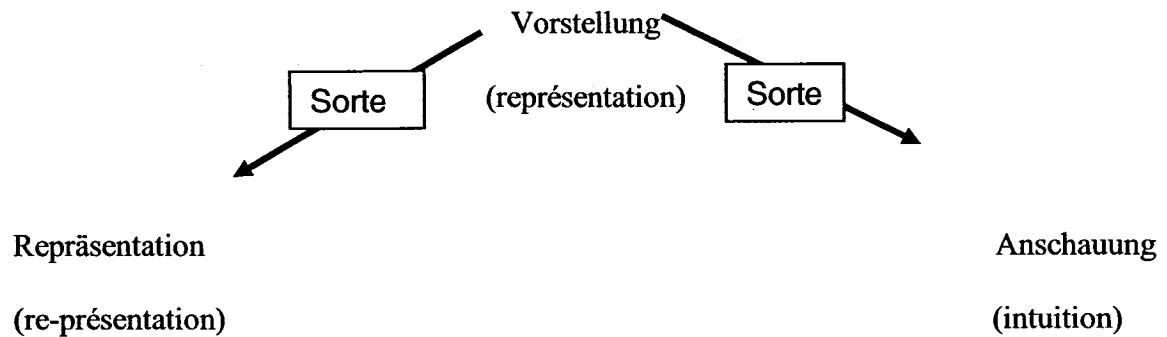 Vorstellung
Sorte
(représentation)
Sorte
Repräsentation
Anschauung
(re-présentation)
(intuition)